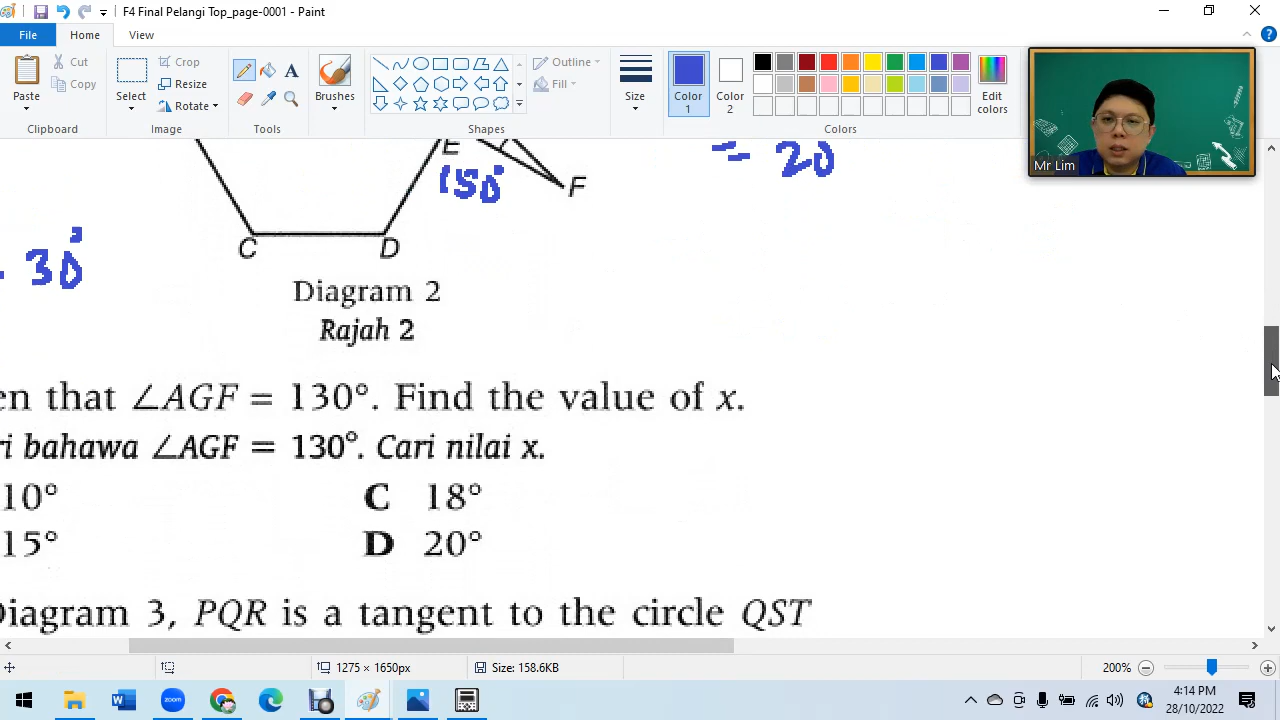 F4 Final Pelangi Top_page-0001 - Paint
File Home View
Paste
Cut
Copy
Clipboard
Select
Crop
Resize
Rotate
Image
A
Tools
Brushes
Outline
Fill
Shapes
Size
Color 1
Color 2
Edit colors
Colors
Mr Lim
E
150°
F
= 20
C
D
30°
Diagram 2
Rajah 2
en that ∠AGF = 130°. Find the value of x.
ri bahawa ∠AGF = 130°. Cari nilai x.
10° C 18°
15° D 20°
Diagram 3, PQR is a tangent to the circle QST
1275 × 1650px
Size: 158.6KB
200%
zoom
4:14 PM
28/10/2022